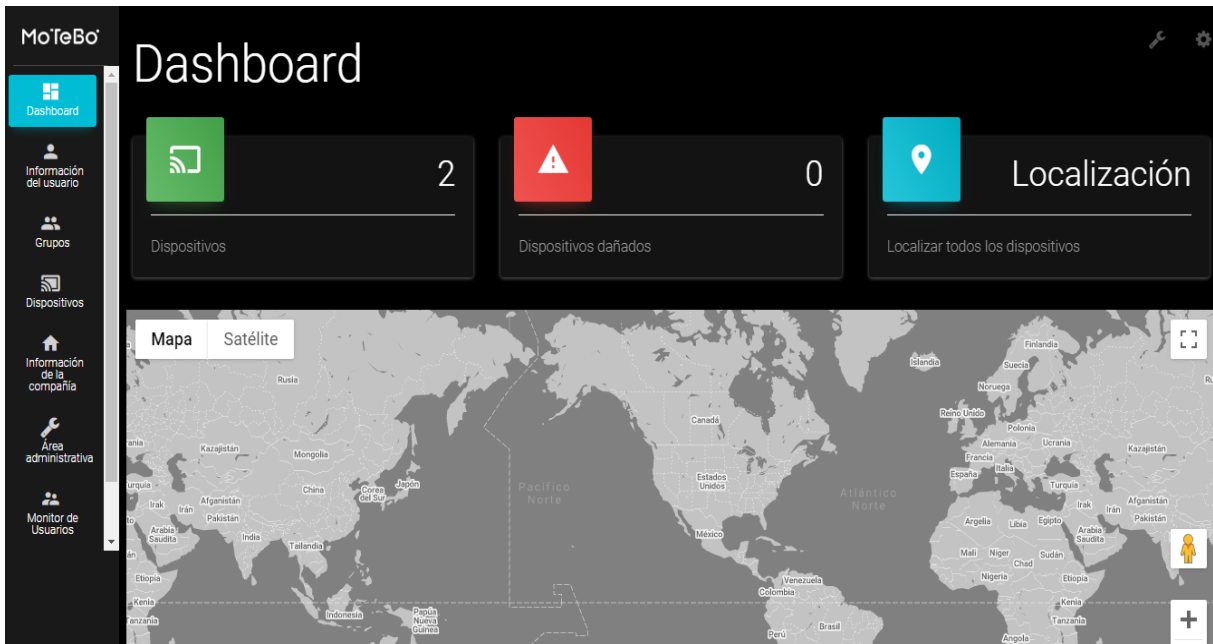 MoTeBo
Dashboard
Información
del usuario
Grupos
Dispositivos
Información
de la
compañía
Área
administrativa
Monitor de
Usuarios
Dashboard
2
Dispositivos
0
Dispositivos dañados
Localización
Localizar todos los dispositivos
Mapa
Satélite
Rusia
Kazajistán
Mongolia
China
Corea
del Sur
Japón
Afganistán
Irak
Irán
Pakistán
Arabia
Saudita
India
Tailandia
Etiopía
Kenia
Indonesia
Papúa
Nueva
Guinea
Pacífico
Norte
Canadá
Estados
Unidos
México
Venezuela
Colombia
Perú
Brasil
Atlántico
Norte
Islandia
Finlandia
Suecia
Noruega
Reino Unido
Polonia
Alemania
Ucrania
Francia
Italia
España
Turquía
Kazajistán
Irak
Irán
Afganistán
Pakistán
Argelia
Libia
Egipto
Arabia
Saudita
Malí
Níger
Chad
Sudán
Nigeria
Etiopía
Kenia
Tanzania
Angola